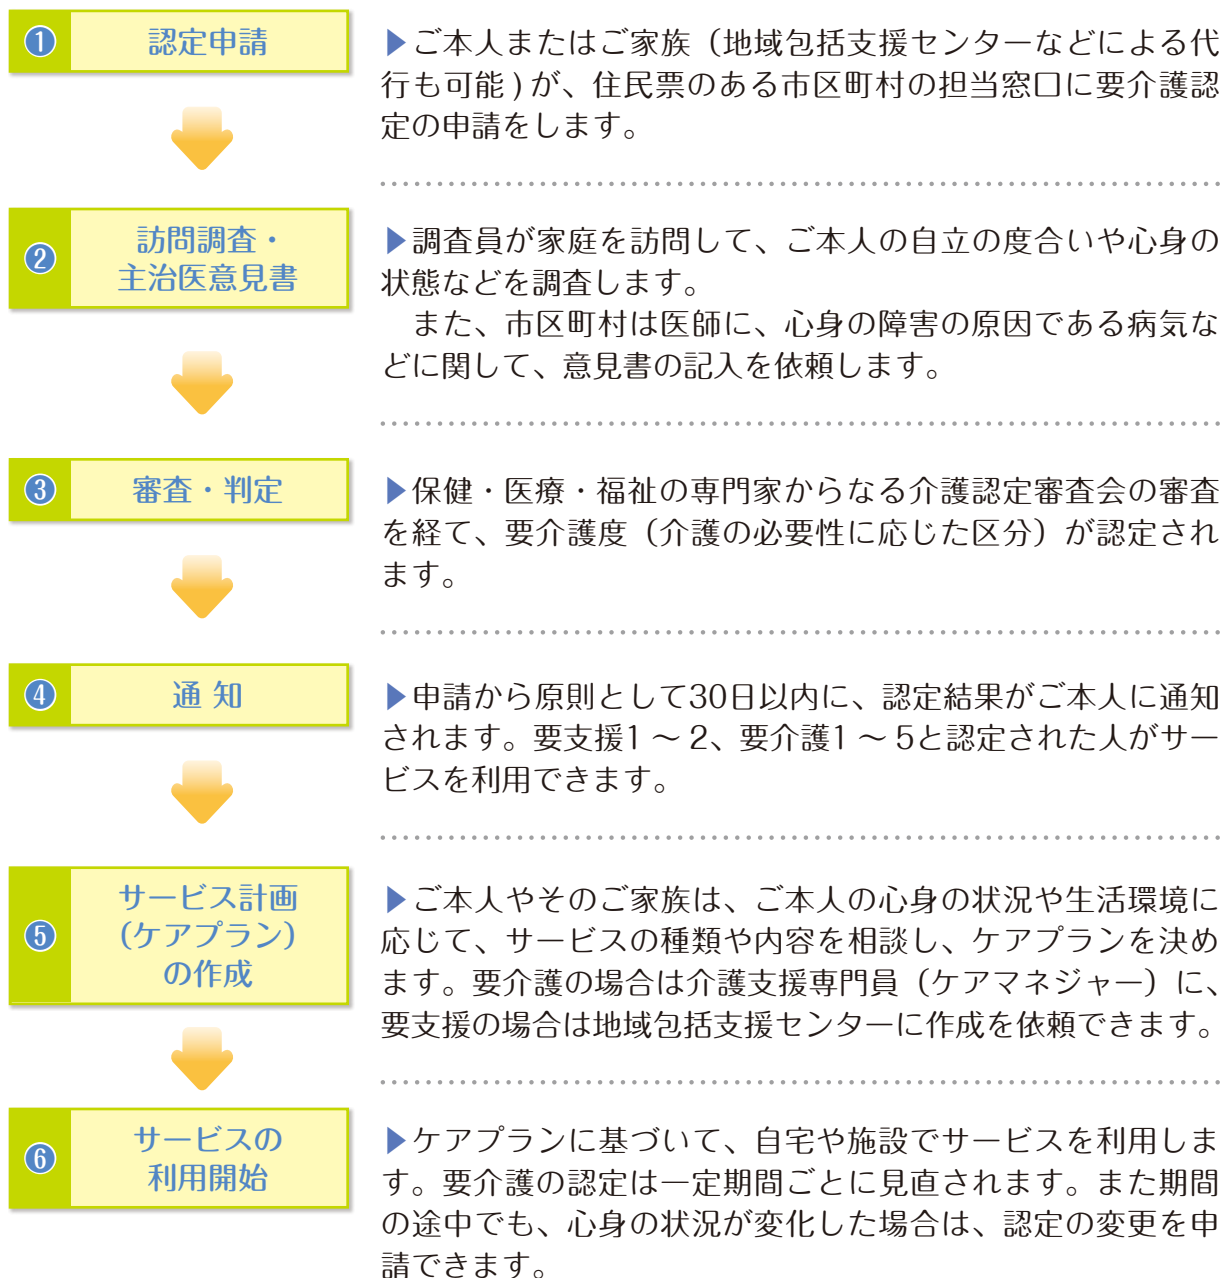 ❶ 認定申請
▶ご本人またはご家族（地域包括支援センターなどによる代
行も可能）が、住民票のある市区町村の担当窓口に要介護認
定の申請をします。
❷ 訪問調査・
主治医意見書
▶調査員が家庭を訪問して、ご本人の自立の度合いや心身の
状態などを調査します。
　また、市区町村は医師に、心身の障害の原因である病気な
どに関して、意見書の記入を依頼します。
❸ 審査・判定
▶保健・医療・福祉の専門家からなる介護認定審査会の審査
を経て、要介護度（介護の必要性に応じた区分）が認定され
ます。
❹ 通 知
▶申請から原則として30日以内に、認定結果がご本人に通知
されます。要支援1 ～ 2、要介護1 ～ 5と認定された人がサー
ビスを利用できます。
❺ サービス計画
（ケアプラン）
の作成
▶ご本人やそのご家族は、ご本人の心身の状況や生活環境に
応じて、サービスの種類や内容を相談し、ケアプランを決め
ます。要介護の場合は介護支援専門員（ケアマネジャー）に、
要支援の場合は地域包括支援センターに作成を依頼できます。
❻ サービスの
利用開始
▶ケアプランに基づいて、自宅や施設でサービスを利用しま
す。要介護の認定は一定期間ごとに見直されます。また期間
の途中でも、心身の状況が変化した場合は、認定の変更を申
請できます。